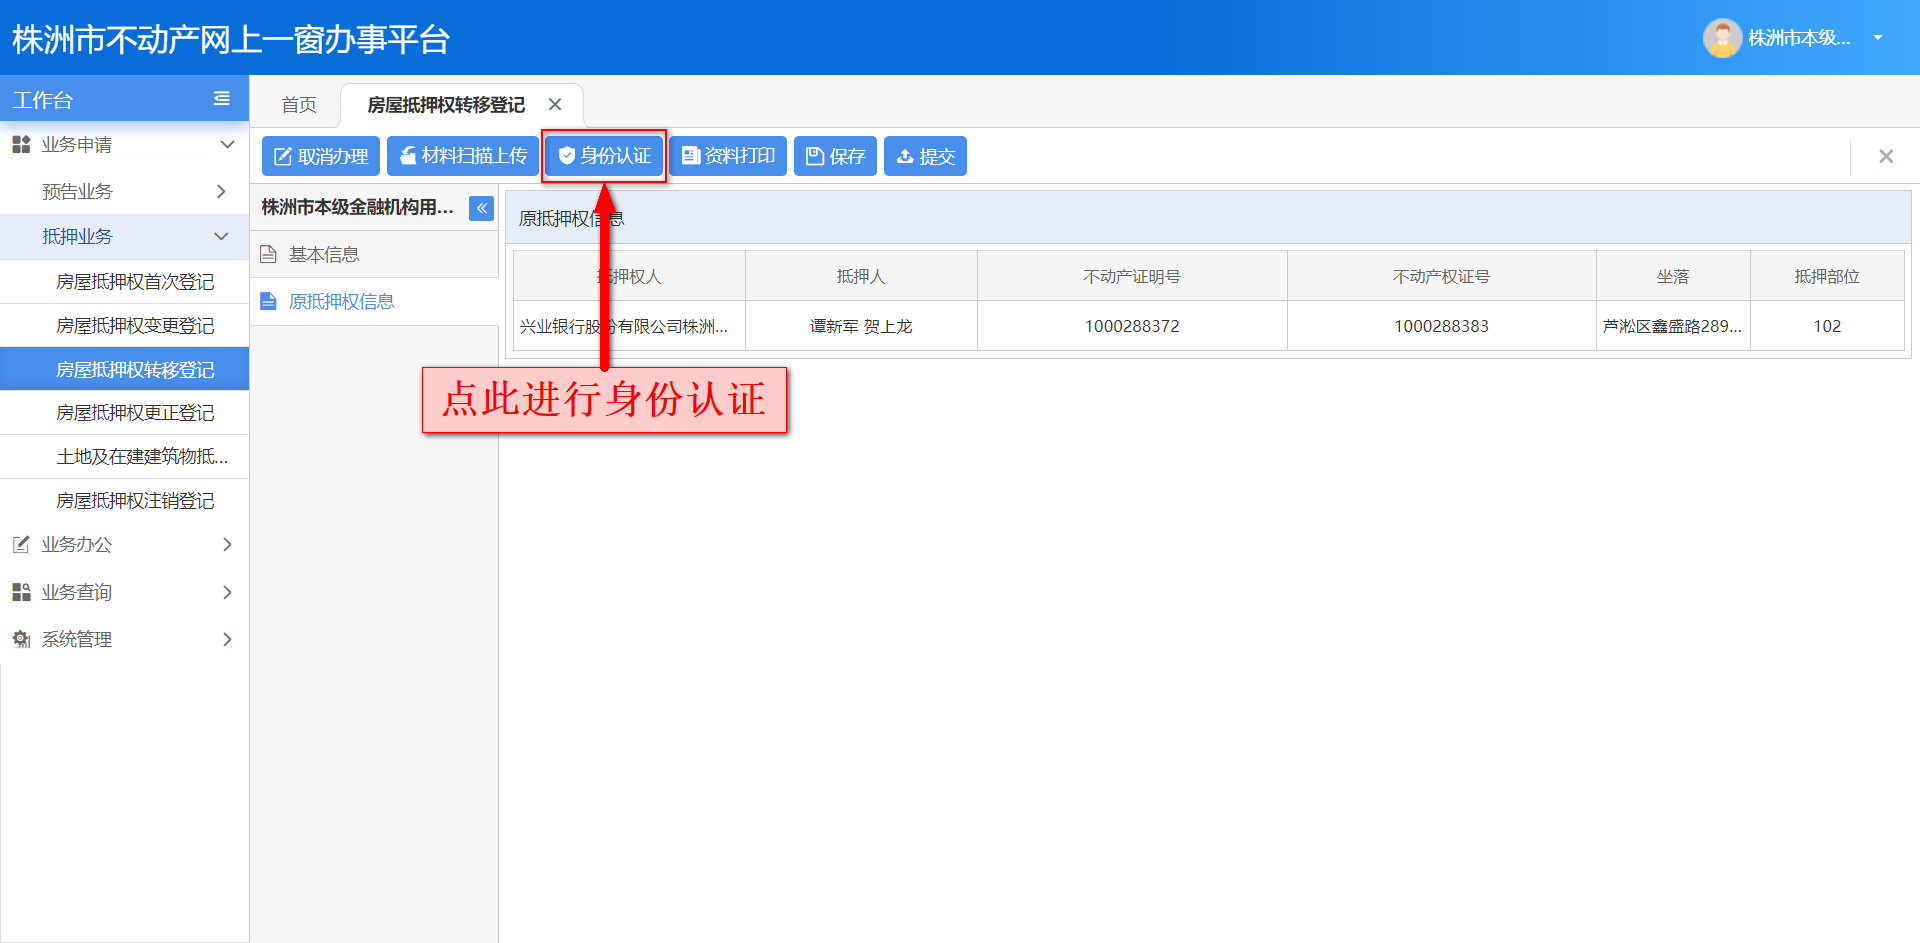 株洲市不动产网上一窗办事平台
株洲市本级...
工作台
首页
房屋抵押权转移登记
业务申请
预告业务
抵押业务
房屋抵押权首次登记
房屋抵押权变更登记
房屋抵押权转移登记
房屋抵押权更正登记
土地及在建建筑物抵...
房屋抵押权注销登记
业务办公
业务查询
系统管理
取消办理 材料扫描上传 身份认证 资料打印 保存 提交
株洲市本级金融机构用...
基本信息
原抵押权信息
原抵押权信息
抵押权人 抵押人 不动产证明号 不动产权证号 坐落 抵押部位
兴业银行股份有限公司株洲... 谭新军 贺上龙 1000288372 1000288383 芦淞区鑫盛路289... 102
点此进行身份认证